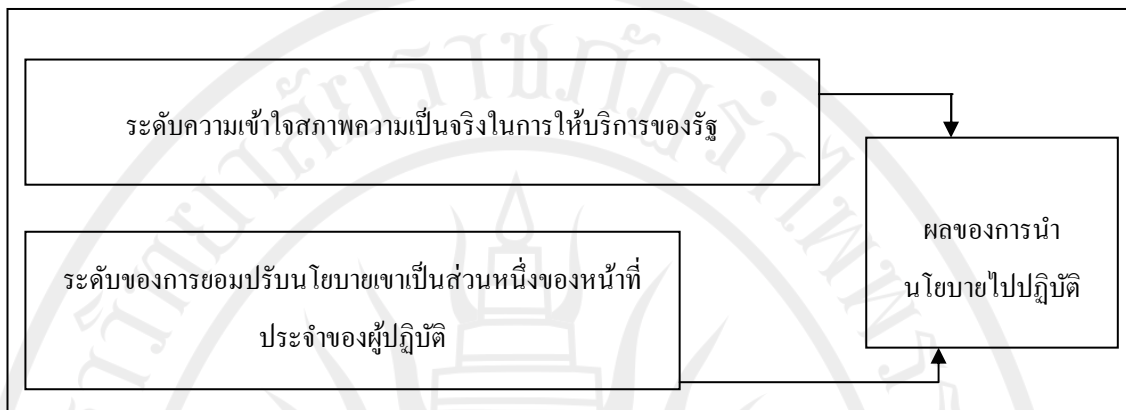 ระดับความเข้าใจสภาพความเป็นจริงในการให้บริการของรัฐ
ระดับของการยอมปรับนโยบายเขาเป็นส่วนหนึ่งของหน้าที่
ประจำของผู้ปฏิบัติ
ผลของการนำ
นโยบายไปปฏิบัติ